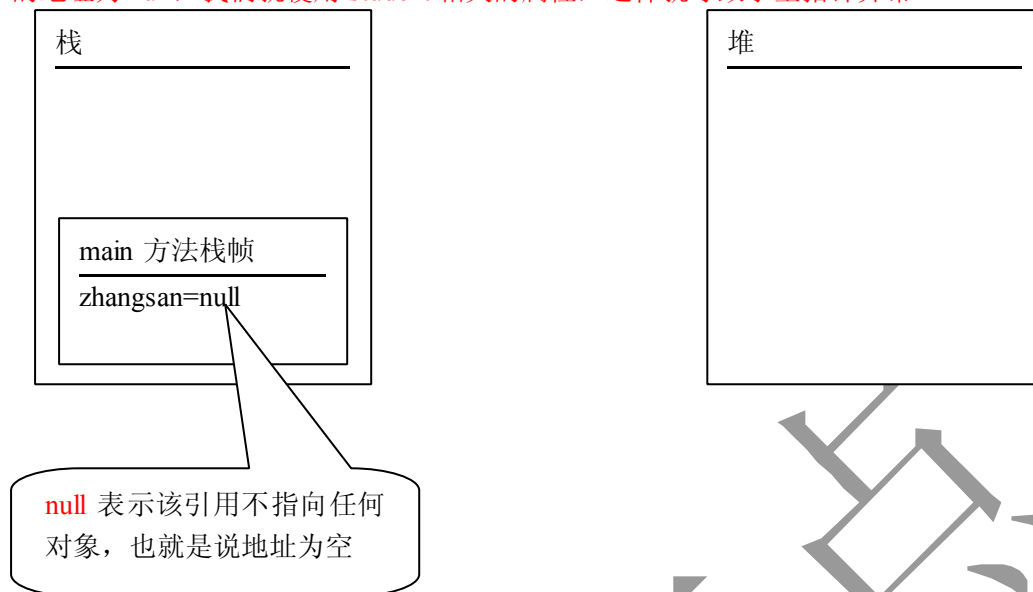 栈
堆
main 方法栈帧
zhangsan=null
null 表示该引用不指向任何
对象，也就是说地址为空